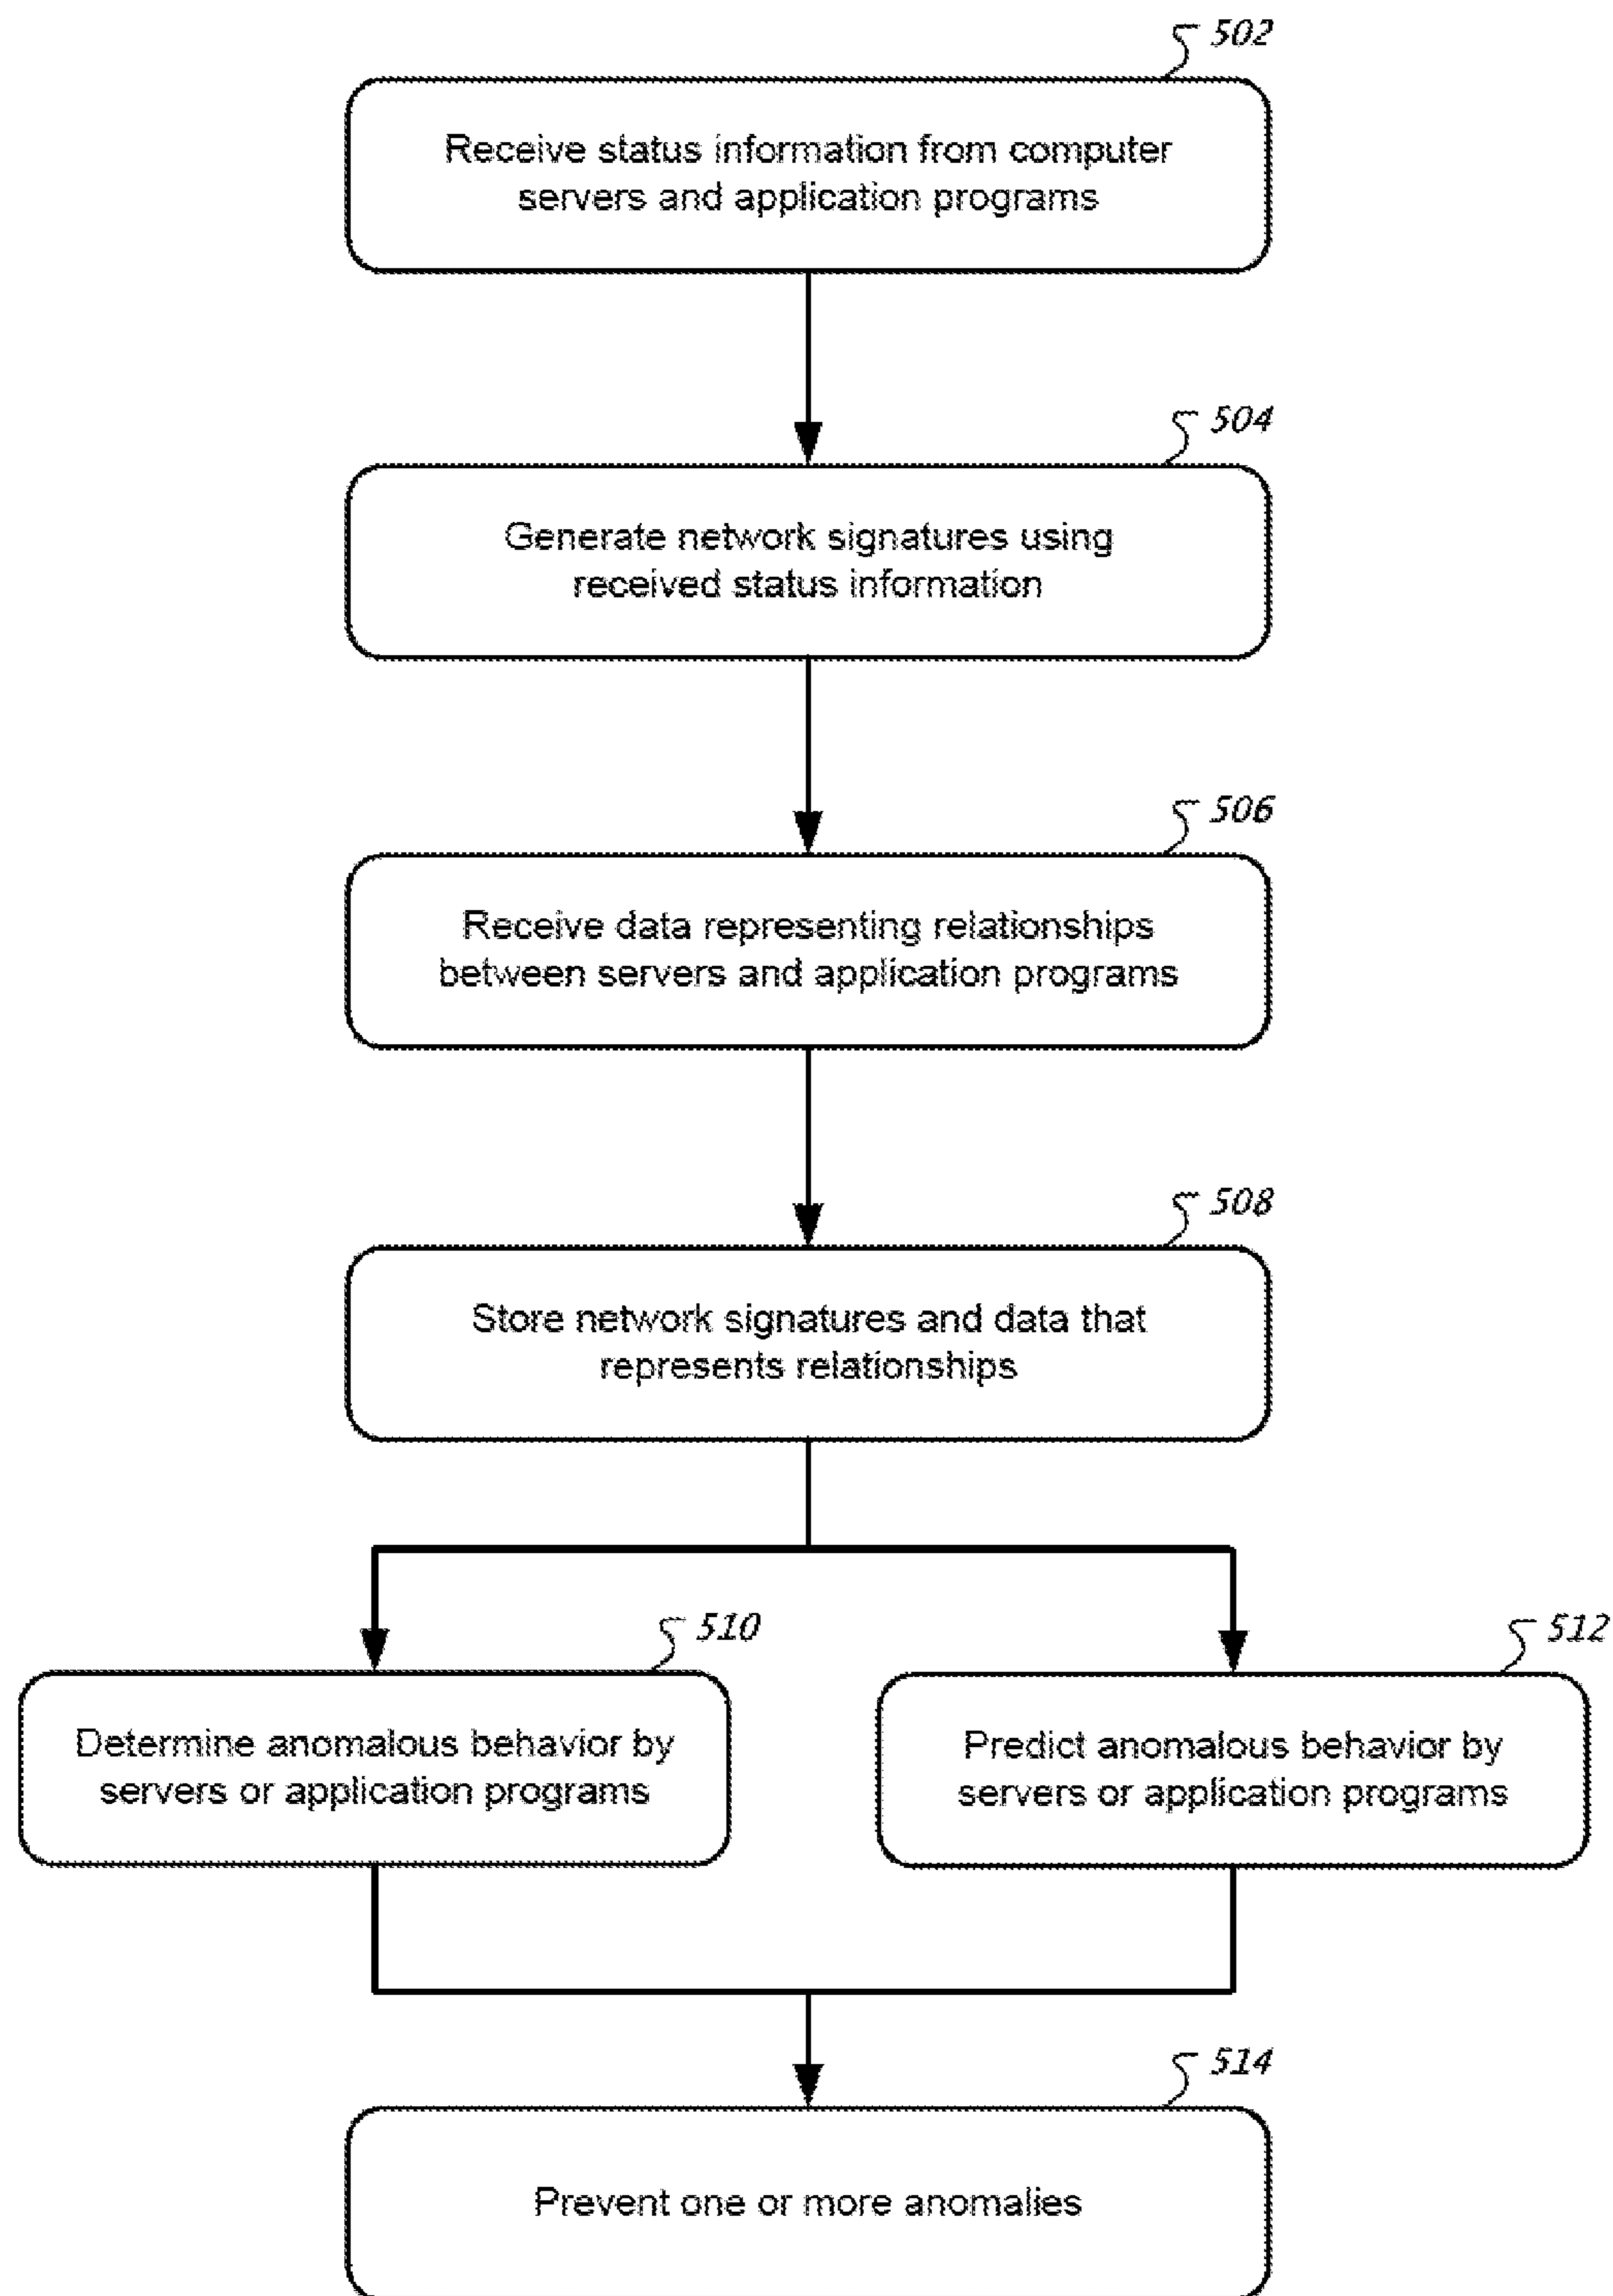 502
Receive status information from computer
servers and application programs
504
Generate network signatures using
received status information
506
Receive data representing relationships
between servers and application programs
508
Store network signatures and data that
represents relationships
510
Determine anomalous behavior by
servers or application programs
512
Predict anomalous behavior by
servers or application programs
514
Prevent one or more anomalies